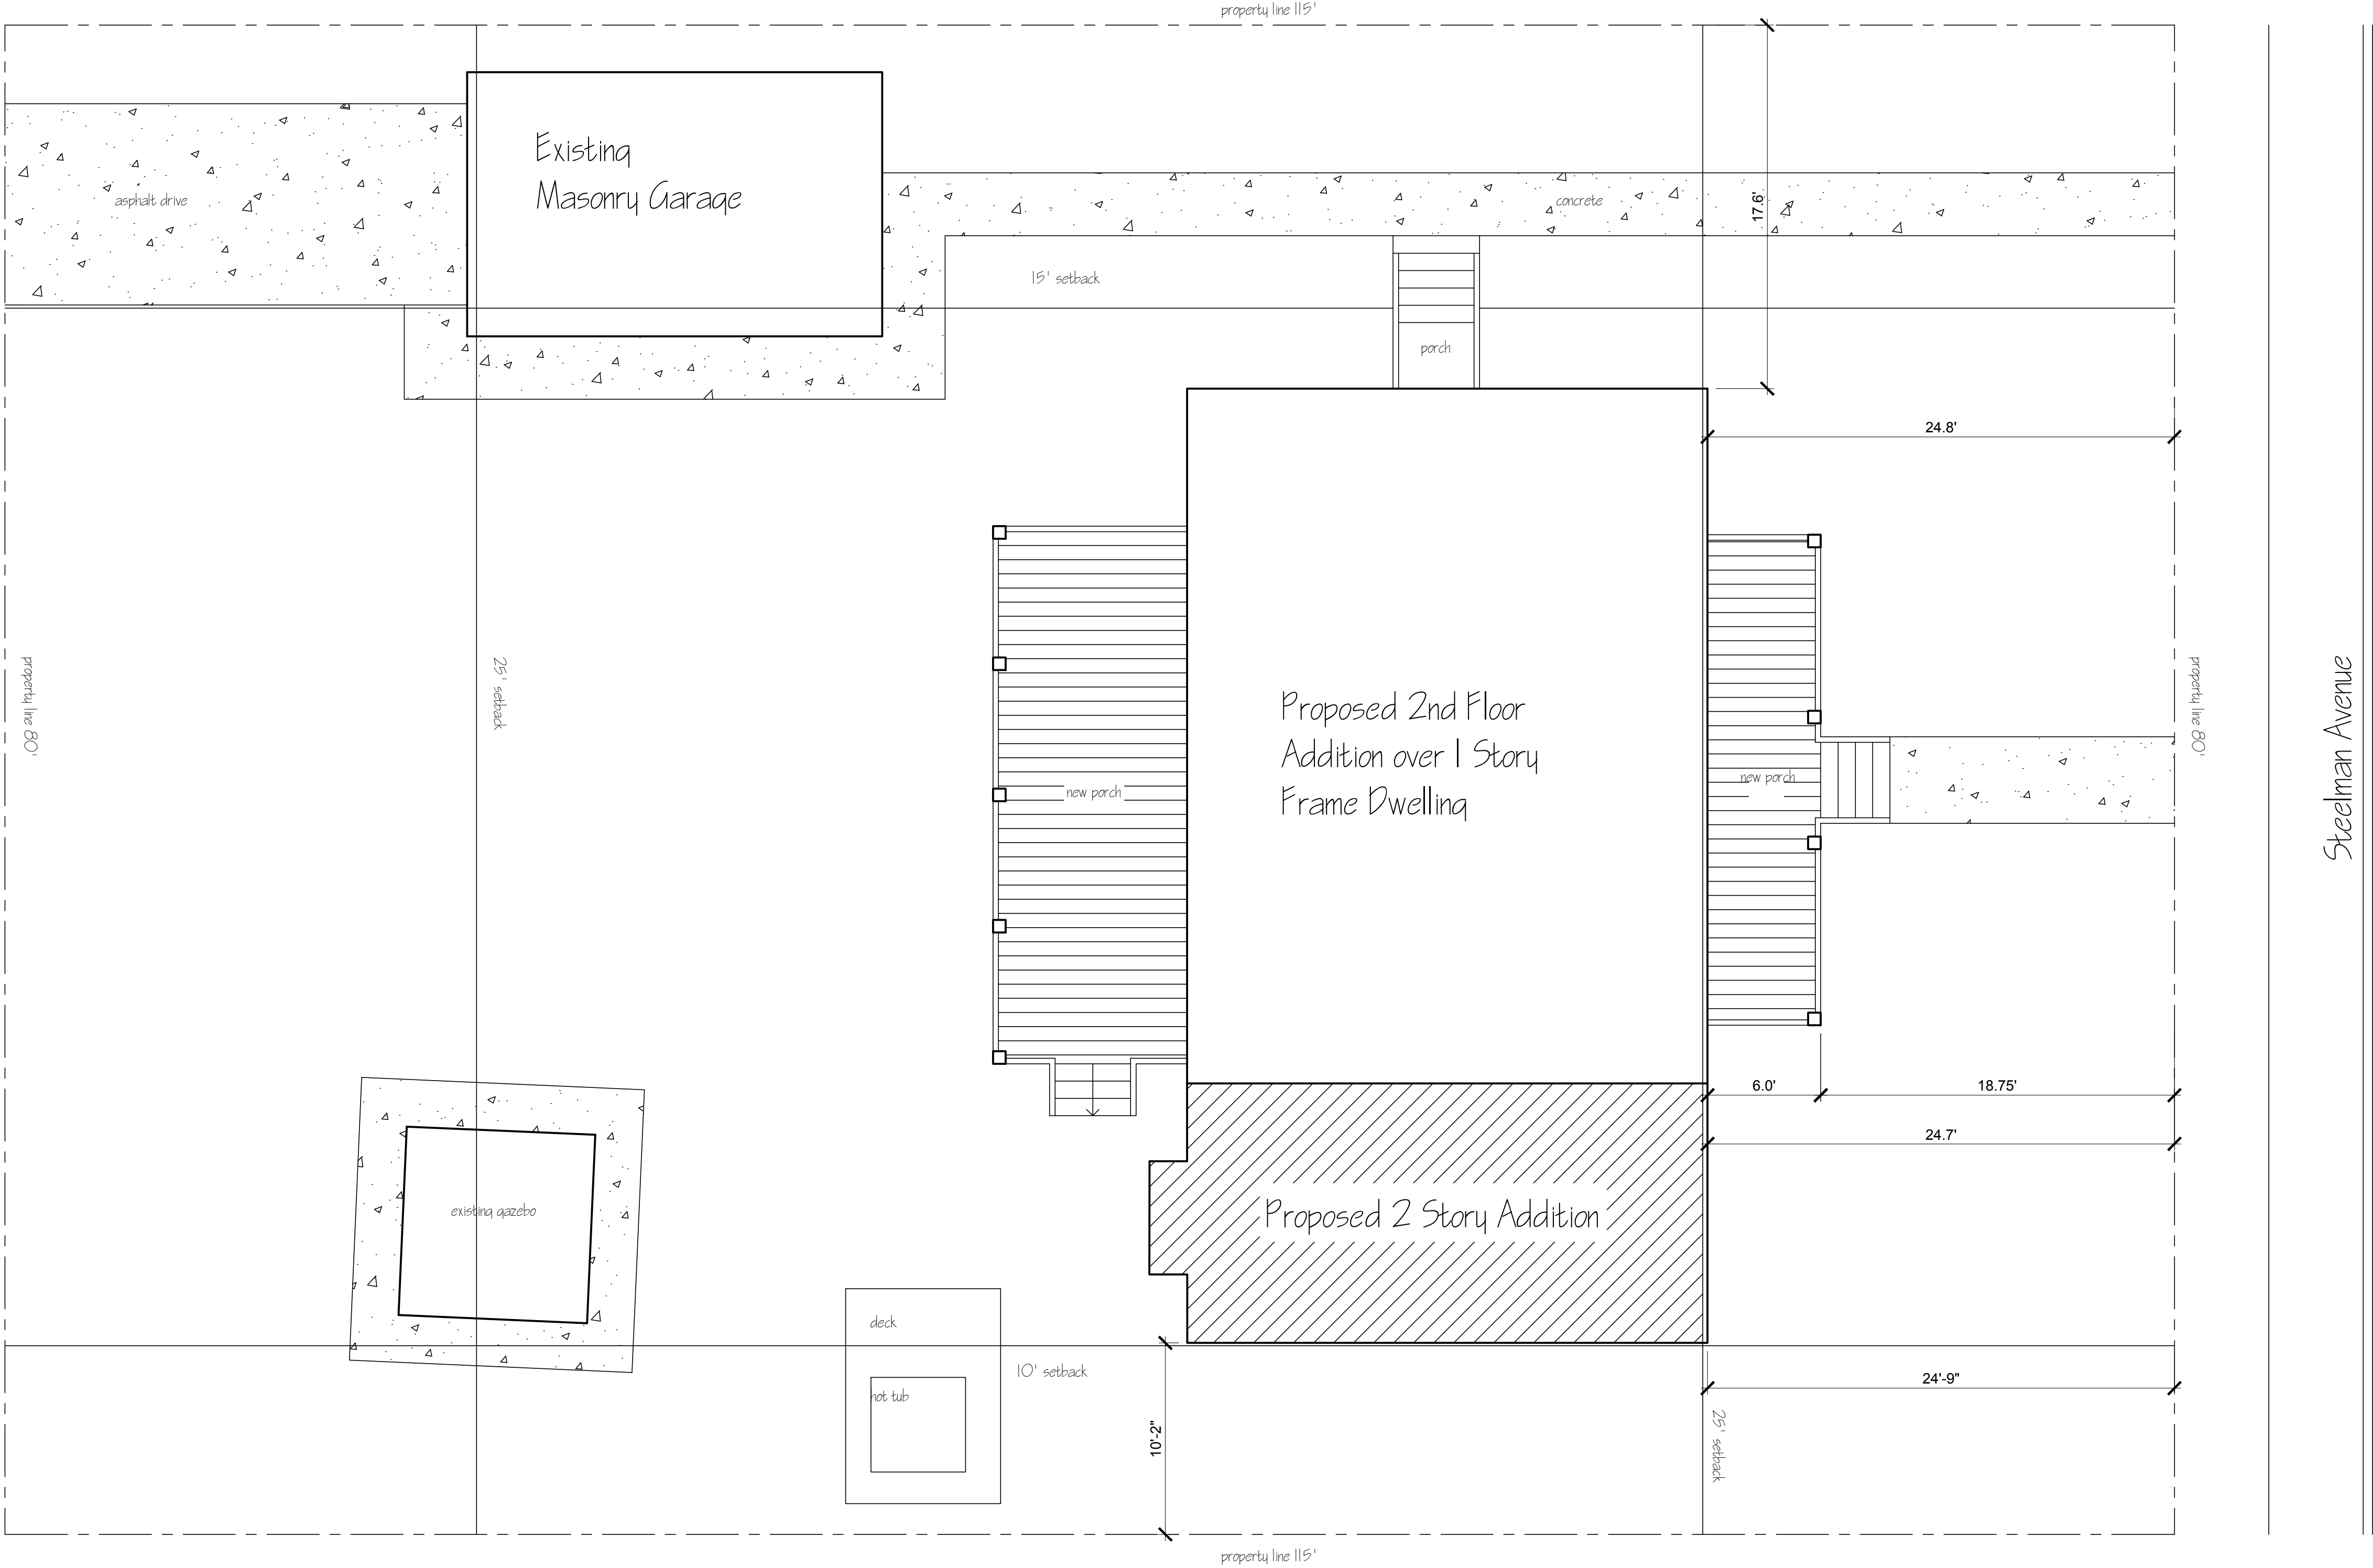 property line 115'
Existing
Masonry Garage
asphalt drive
concrete
17.6'
15' setback
porch
24.8'
property line 80'
25' setback
Proposed 2nd Floor
Addition over 1 Story
Frame Dwelling
new porch
new porch
property line 80'
Steelman Avenue
6.0'
18.75'
24.7'
existing gazebo
Proposed 2 Story Addition
deck
10' setback
hot tub
24'-9"
10'-2"
25' setback
property line 115'